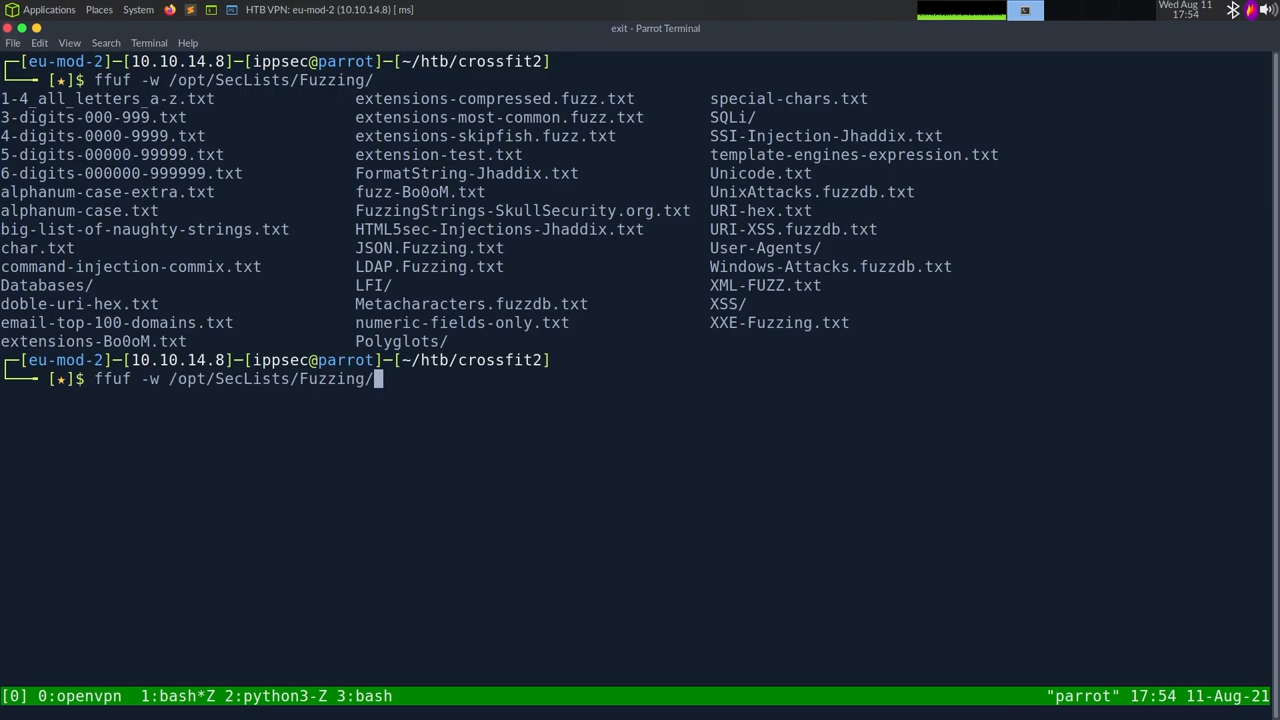 Applications Places System HTB VPN: eu-mod-2 (10.10.14.8) [ ms] Wed Aug 11
17:54
exit - Parrot Terminal
File Edit View Search Terminal Help
┌─[eu-mod-2]─[10.10.14.8]─[ippsec@parrot]─[~/htb/crossfit2]
└──╼ [★]$ ffuf -w /opt/SecLists/Fuzzing/
1-4_all_letters_a-z.txt extensions-compressed.fuzz.txt special-chars.txt
3-digits-000-999.txt extensions-most-common.fuzz.txt SQLi/
4-digits-0000-9999.txt extensions-skipfish.fuzz.txt SSI-Injection-Jhaddix.txt
5-digits-00000-99999.txt extension-test.txt template-engines-expression.txt
6-digits-000000-999999.txt FormatString-Jhaddix.txt Unicode.txt
alphanum-case-extra.txt fuzz-Bo0oM.txt UnixAttacks.fuzzdb.txt
alphanum-case.txt FuzzingStrings-SkullSecurity.org.txt URI-hex.txt
big-list-of-naughty-strings.txt HTML5sec-Injections-Jhaddix.txt URI-XSS.fuzzdb.txt
char.txt JSON.Fuzzing.txt User-Agents/
command-injection-commix.txt LDAP.Fuzzing.txt Windows-Attacks.fuzzdb.txt
Databases/ LFI/ XML-FUZZ.txt
doble-uri-hex.txt Metacharacters.fuzzdb.txt XSS/
email-top-100-domains.txt numeric-fields-only.txt XXE-Fuzzing.txt
extensions-Bo0oM.txt Polyglots/
┌─[eu-mod-2]─[10.10.14.8]─[ippsec@parrot]─[~/htb/crossfit2]
└──╼ [★]$ ffuf -w /opt/SecLists/Fuzzing/
[0] 0:openvpn 1:bash*Z 2:python3-Z 3:bash "parrot" 17:54 11-Aug-21